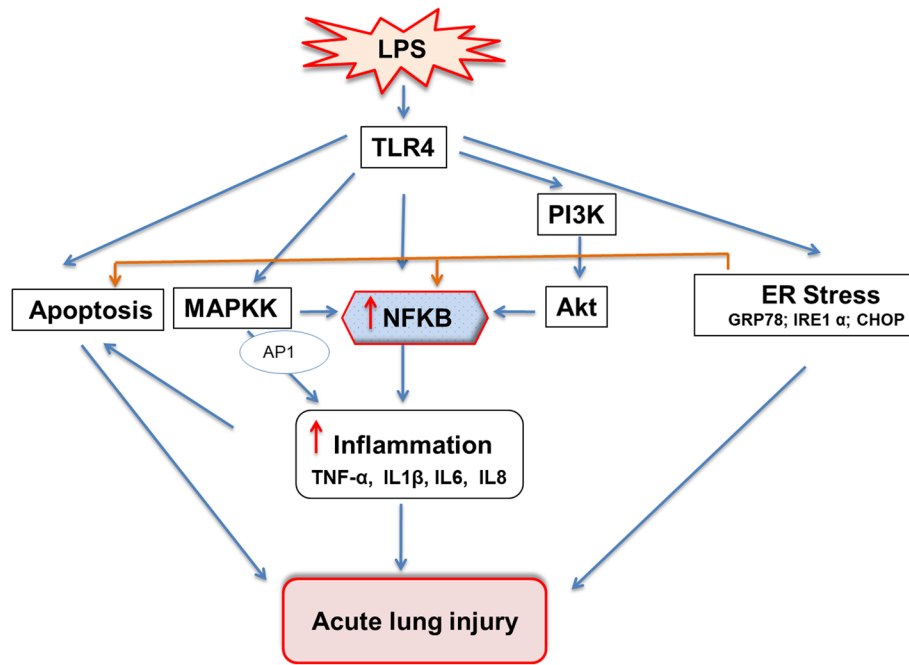 LPS
TLR4
PI3K
Apoptosis
MAPKK
NFKB
Akt
ER Stress
GRP78; IRE1 α; CHOP
AP1
Inflammation
TNF-α, IL1β, IL6, IL8
Acute lung injury